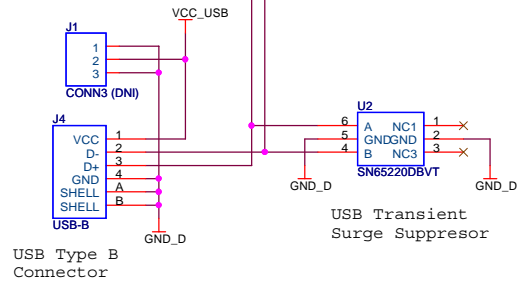 VCC_USB
J1
1
2
3
CONN3 (DNI)
J4
VCC 1
D- 2
D+ 3
GND 4
SHELL A
SHELL B
USB-B
GND_D
USB Type B
Connector
U2
6 A NC1 1
5 GND GND 2
4 B NC3 3
SN65220DBVT
GND_D
GND_D
USB Transient
Surge Suppresor